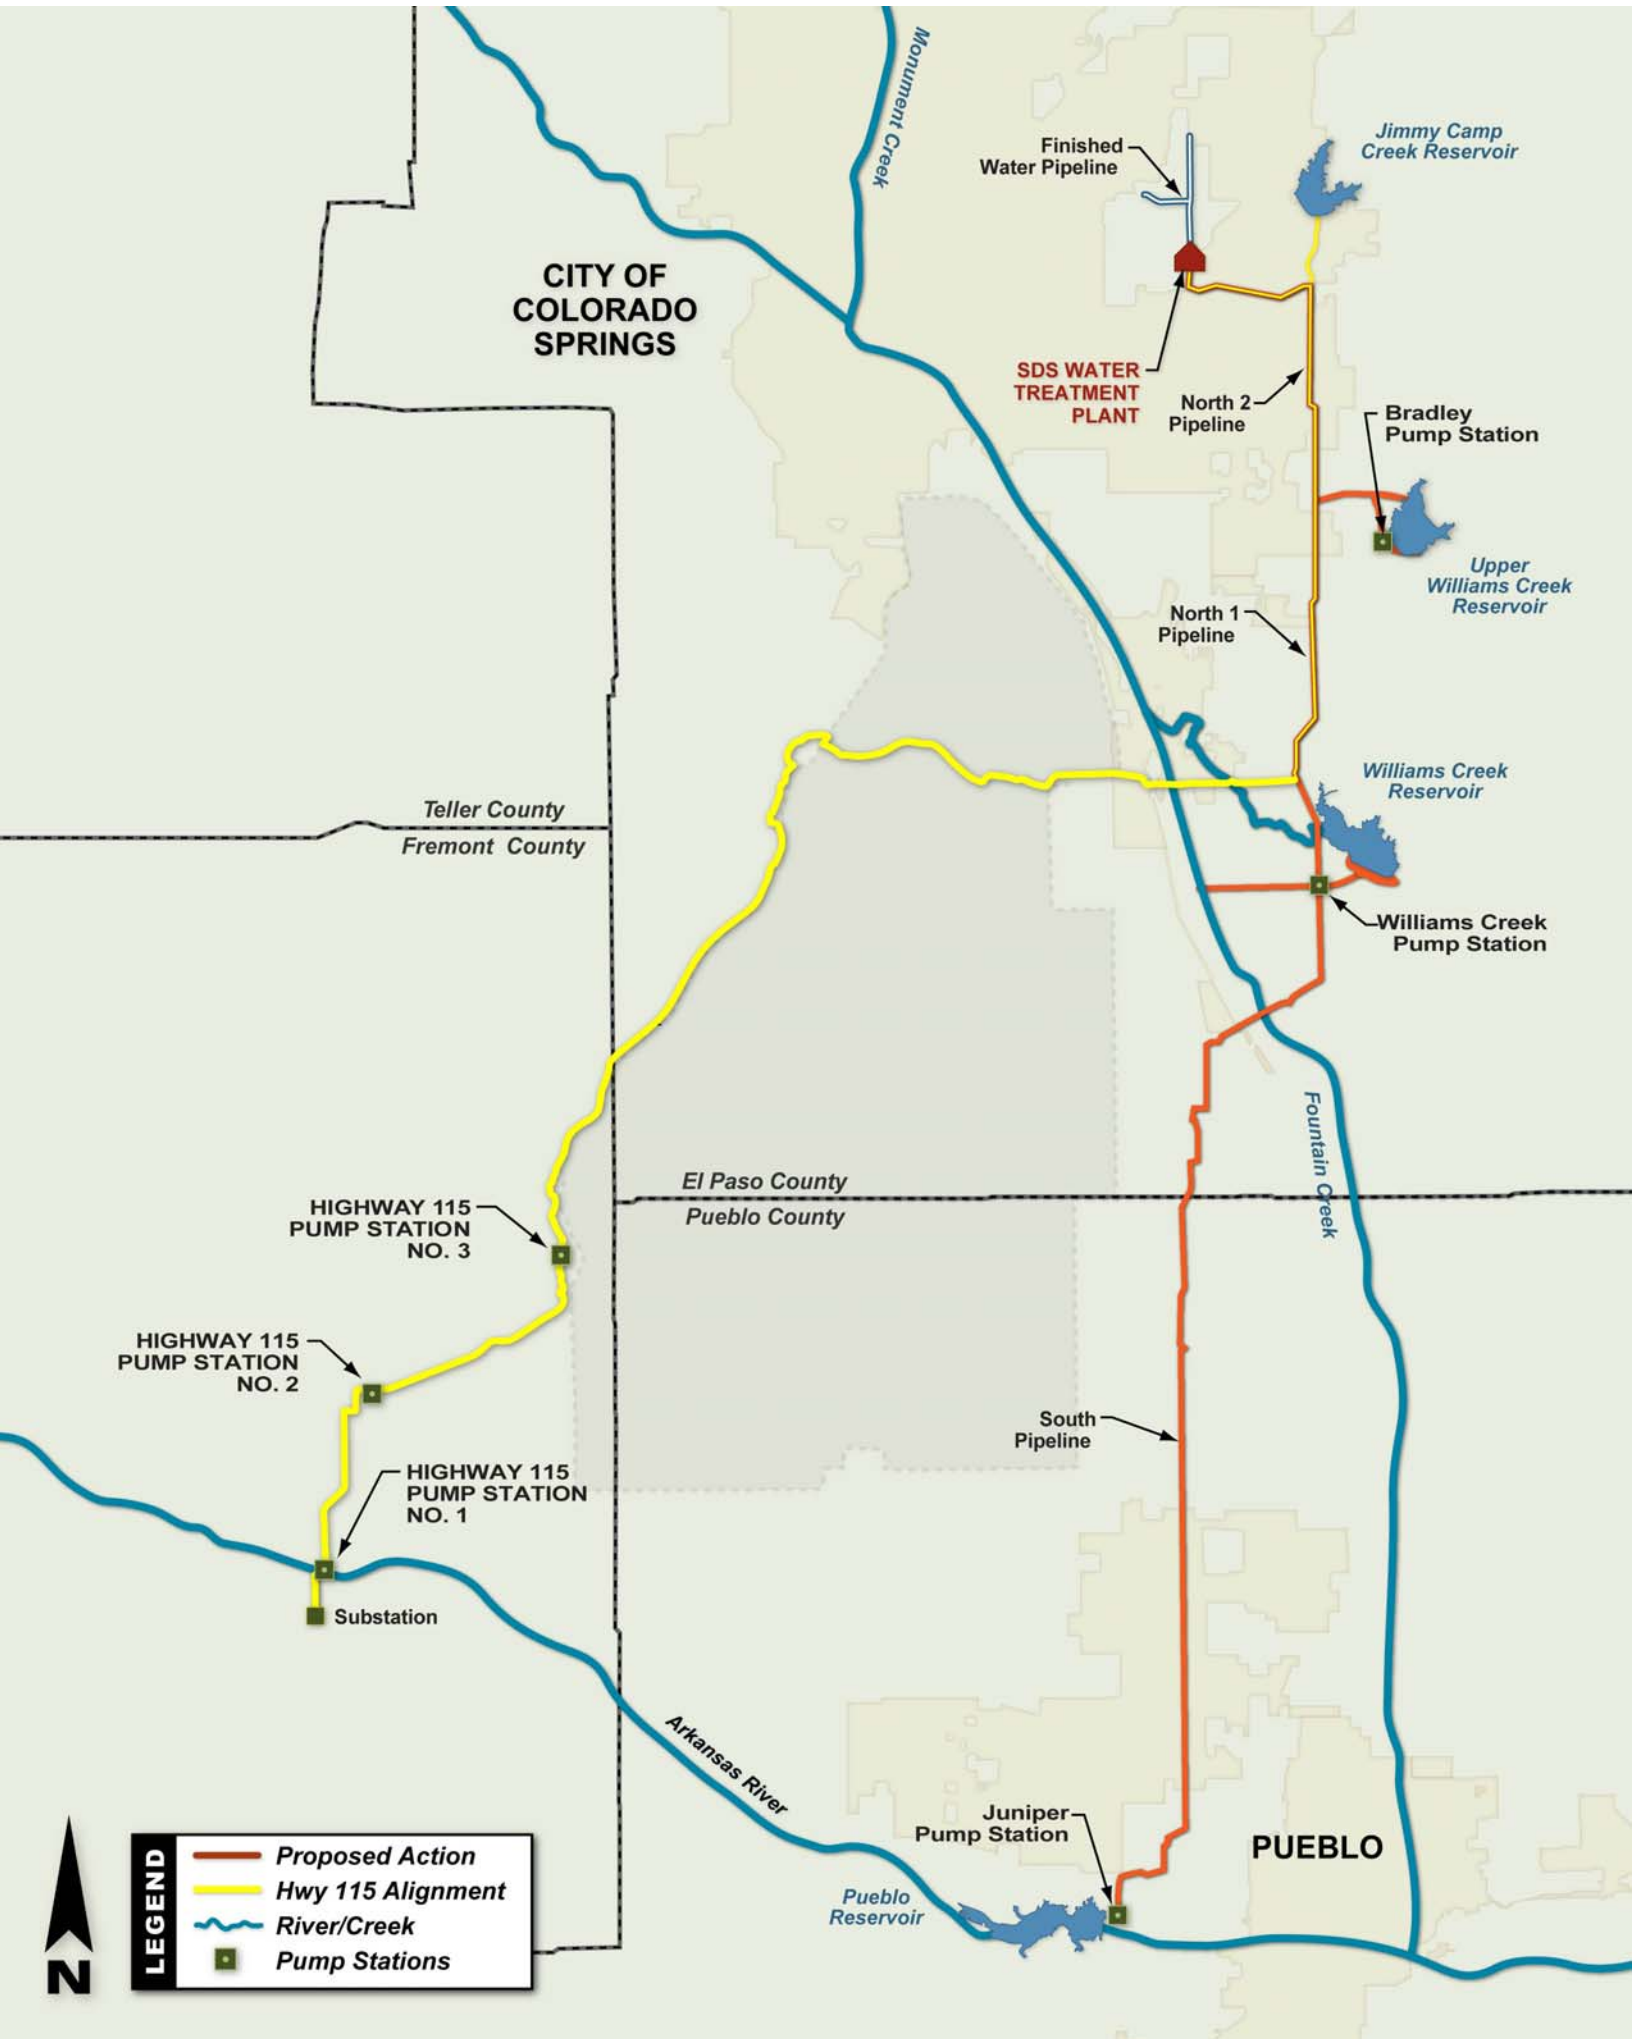 Monument Creek
Finished
Water Pipeline
Jimmy Camp
Creek Reservoir
CITY OF
COLORADO
SPRINGS
SDS WATER
TREATMENT
PLANT
North 2
Pipeline
Bradley
Pump Station
Upper
Williams Creek
Reservoir
North 1
Pipeline
Williams Creek
Reservoir
Teller County
Fremont County
Williams Creek
Pump Station
Fountain Creek
El Paso County
Pueblo County
HIGHWAY 115
PUMP STATION
NO. 3
HIGHWAY 115
PUMP STATION
NO. 2
South
Pipeline
HIGHWAY 115
PUMP STATION
NO. 1
Substation
Arkansas River
Juniper
Pump Station
PUEBLO
Pueblo
Reservoir
N
LEGEND
Proposed Action
Hwy 115 Alignment
River/Creek
Pump Stations